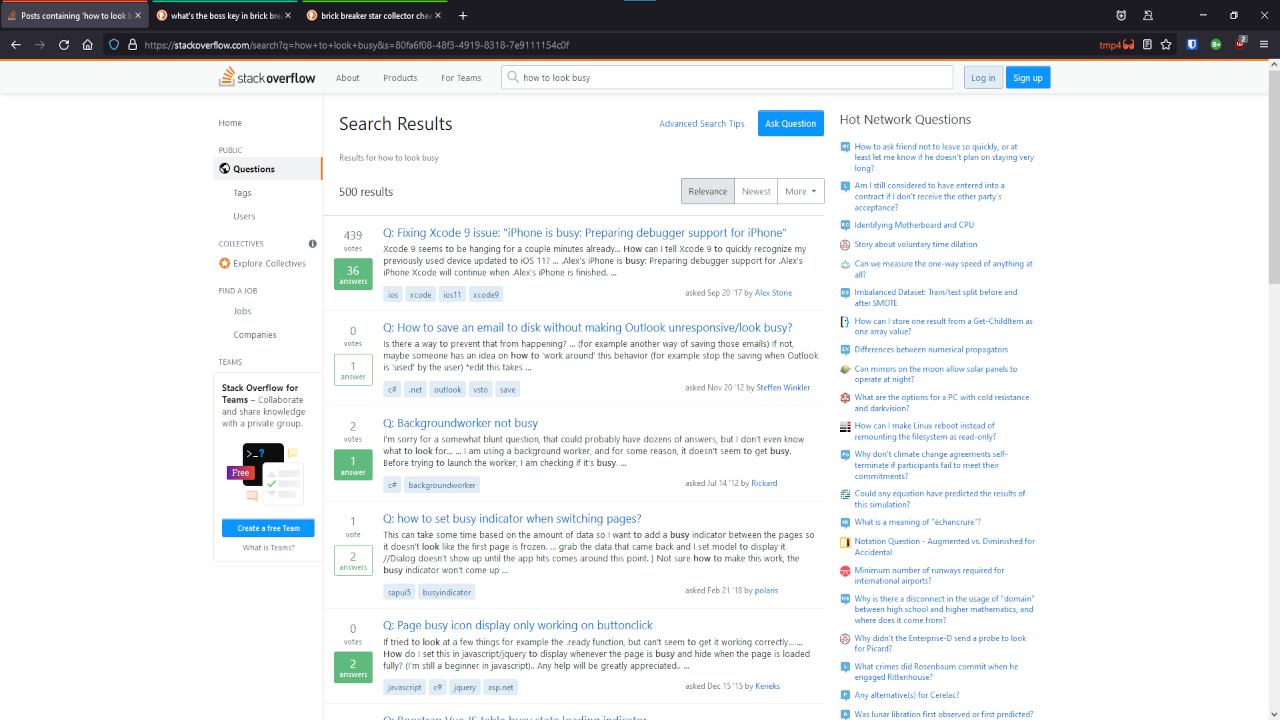 Posts containing 'how to look b
what's the boss key in brick bre
brick breaker star collector che
https://stackoverflow.com/search?q=how+to+look+busy&s=80fa6f08-48f3-4919-8318-7e9111154c0f
tmp4
2
stackoverflow
About
Products
For Teams
how to look busy
Log in
Sign up
Home
PUBLIC
Questions
Tags
Users
COLLECTIVES
Explore Collectives
FIND A JOB
Jobs
Companies
TEAMS
Stack Overflow for
Teams – Collaborate
and share knowledge
with a private group.
>_?
Free
Create a free Team
What is Teams?
Search Results
Advanced Search Tips
Ask Question
Results for how to look busy
500 results
Relevance
Newest
More
439
votes
36
answers
Q: Fixing Xcode 9 issue: "iPhone is busy: Preparing debugger support for iPhone"
Xcode 9 seems to be hanging for a couple minutes already... How can I tell Xcode 9 to quickly recognize my
previously used device updated to iOS 11? ... .Alex's iPhone is busy: Preparing debugger support for .Alex's
iPhone Xcode will continue when .Alex's iPhone is finished. ...
ios
xcode
ios11
xcode9
asked Sep 20 '17 by Alex Stone
0
votes
1
answer
Q: How to save an email to disk without making Outlook unresponsive/look busy?
Is there a way to prevent that from happening? ... (for example another way of saving those emails) If not,
maybe someone has an idea on how to 'work around' this behavior (for example stop the saving when Outlook
is 'used' by the user) *edit this takes ...
c#
.net
outlook
vsto
save
asked Nov 20 '12 by Steffen Winkler
2
votes
1
answer
Q: Backgroundworker not busy
I'm sorry for a somewhat blunt question, that could probably have dozens of answers, but I don't even know
what to look for... ... I am using a background worker, and for some reason, it doesn't seem to get busy.
Before trying to launch the worker, I am checking if it's busy. ...
c#
backgroundworker
asked Jul 14 '12 by Rickard
1
vote
2
answers
Q: how to set busy indicator when switching pages?
This can take some time based on the amount of data so I want to add a busy indicator between the pages so
it doesn't look like the first page is frozen. ... grab the data that came back and I set model to display it
//Dialog doesn't show up until the app hits comes around this point. } Not sure how to make this work, the
busy indicator won't come up ...
sapui5
busyindicator
asked Feb 21 '18 by polaris
0
votes
2
answers
Q: Page busy icon display only working on buttonclick
If tried to look at a few things for example the .ready function, but can't seem to get it working correctly... ...
How do I set this in javascript/jquery to display whenever the page is busy and hide when the page is loaded
fully? (I'm still a beginner in javascript).. Any help will be greatly appreciated.. ...
javascript
c#
jquery
asp.net
asked Dec 15 '15 by Keneks
Hot Network Questions
How to ask friend not to leave so quickly, or at
least let me know if he doesn't plan on staying very
long?
Am I still considered to have entered into a
contract if I don't receive the other party's
acceptance?
Identifying Motherboard and CPU
Story about voluntary time dilation
Can we measure the one-way speed of anything at
all?
Imbalanced Dataset: Train/test split before and
after SMOTE
How can I store one result from a Get-ChildItem as
one array value?
Differences between numerical propagators
Can mirrors on the moon allow solar panels to
operate at night?
What are the options for a PC with cold resistance
and darkvision?
How can I make Linux reboot instead of
remounting the filesystem as read-only?
Why don't climate change agreements self-
terminate if participants fail to meet their
commitments?
Could any equation have predicted the results of
this simulation?
What is a meaning of "échancrure"?
Notation Question - Augmented vs. Diminished for
Accidental
Minimum number of runways required for
international airports?
Why is there a disconnect in the usage of "domain"
between high school and higher mathematics, and
where does it come from?
Why didn't the Enterprise-D send a probe to look
for Picard?
What crimes did Rosenbaum commit when he
engaged Rittenhouse?
Any alternative(s) for Cerelac?
Was lunar libration first observed or first predicted?